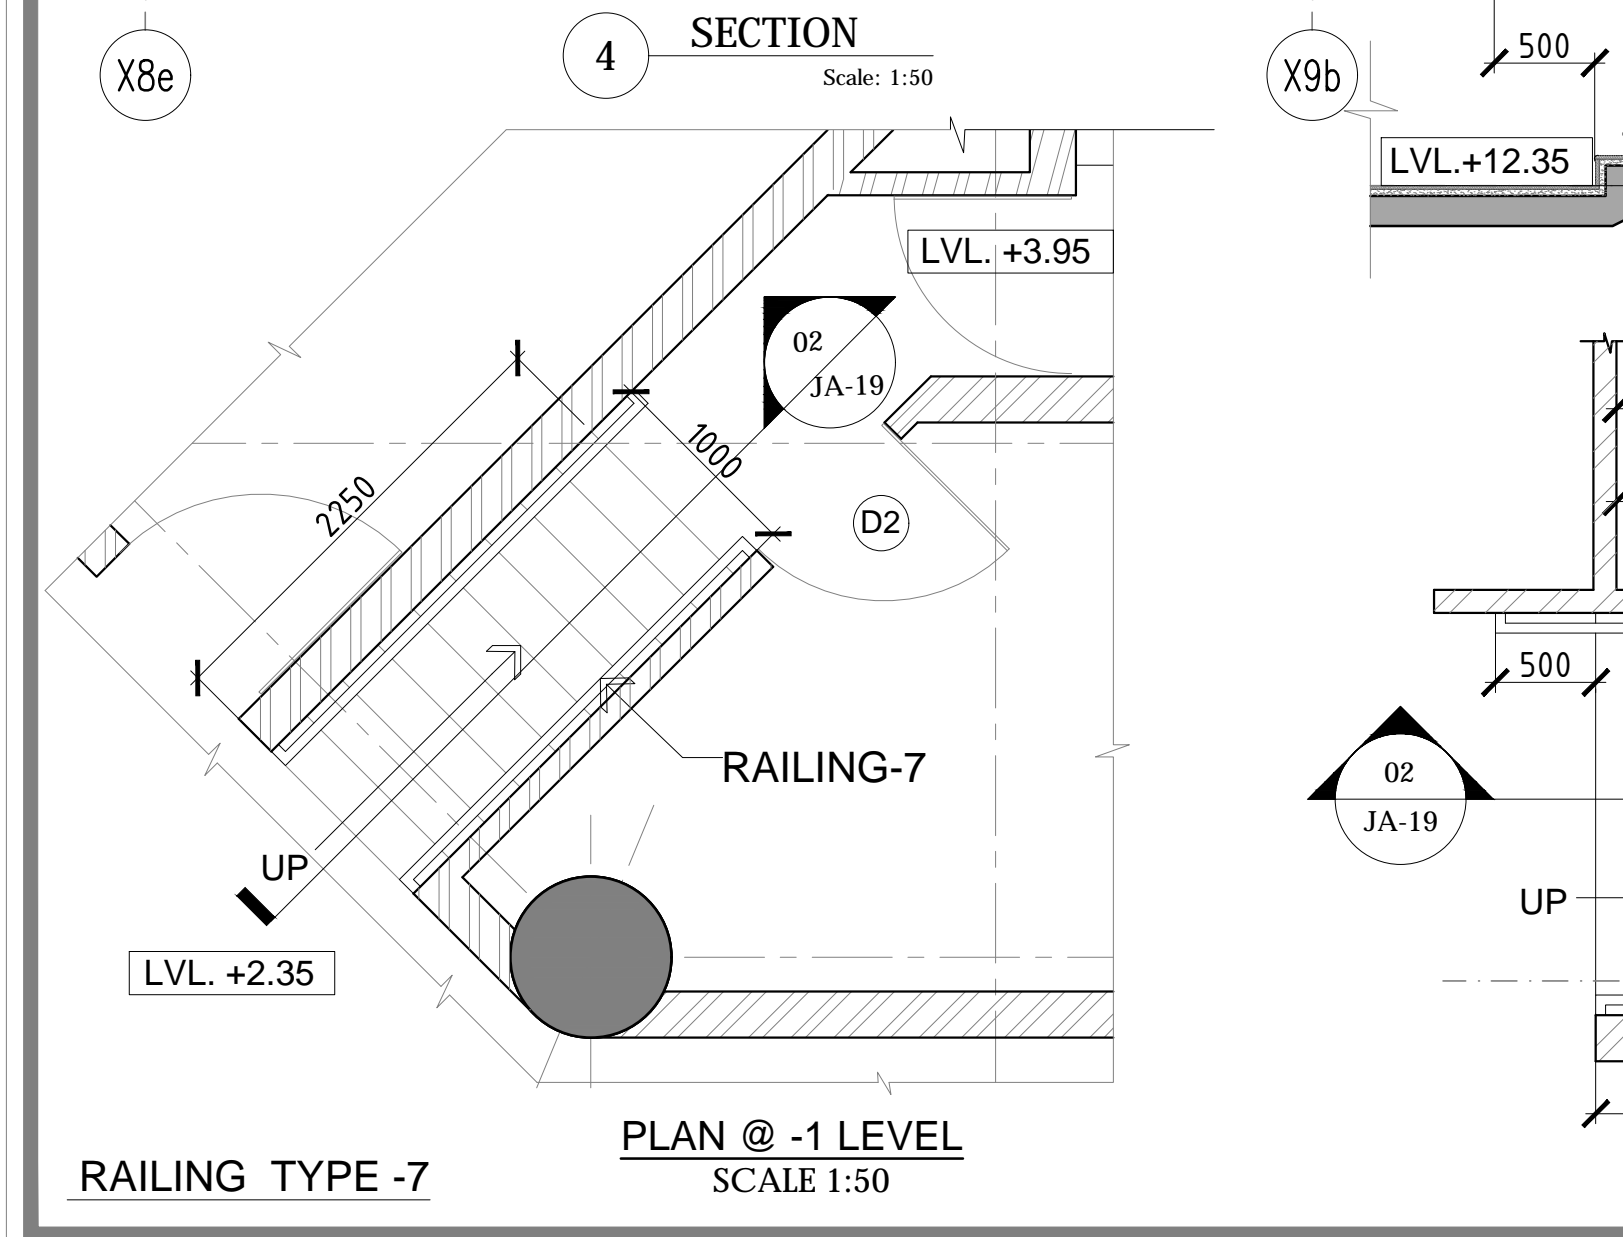 X8e
4
SECTION
Scale: 1:50
X9b
500
LVL.+12.35
LVL. +3.95
02
JA-19
1000
2250
D2
RAILING-7
UP
LVL. +2.35
500
02
JA-19
UP
PLAN @ -1 LEVEL
SCALE 1:50
RAILING TYPE -7